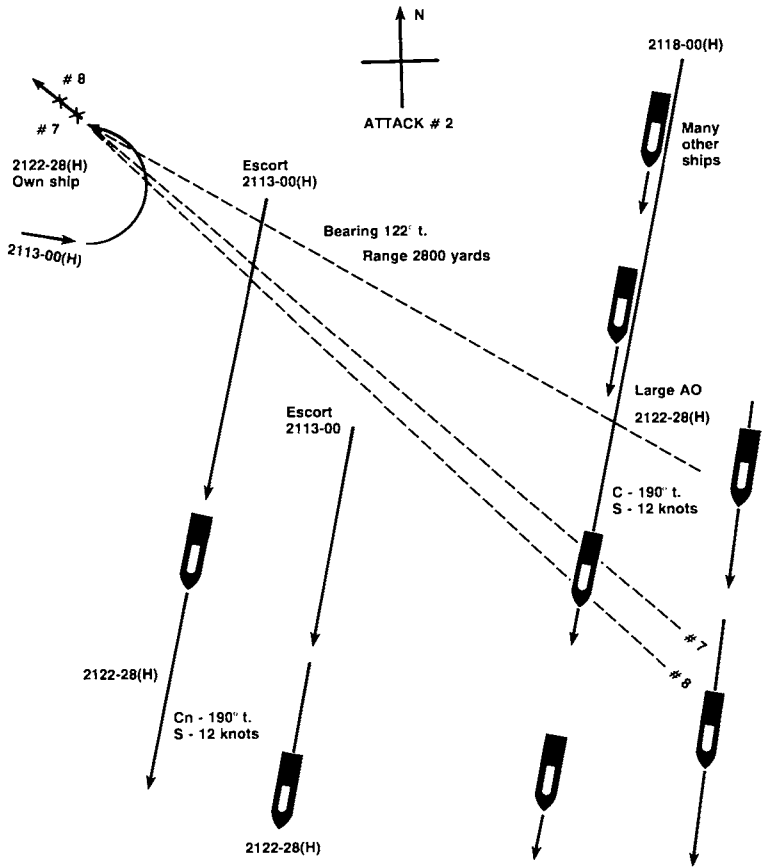 N
ATTACK # 2
2118-00(H)
# 8
# 7
Many
other
ships
2122-28(H)
Own ship
Escort
2113-00(H)
2113-00(H)
Bearing 122° t.
Range 2800 yards
Large AO
2122-28(H)
Escort
2113-00
C - 190° t.
S - 12 knots
# 7
# 8
2122-28(H)
Cn - 190° t.
S - 12 knots
2122-28(H)